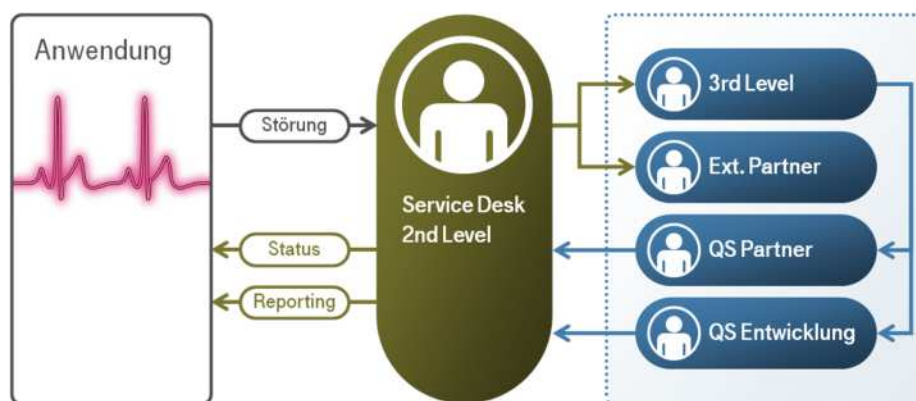 Anwendung
Störung
Status
Reporting
Service Desk
2nd Level
3rd Level
Ext. Partner
QS Partner
QS Entwicklung